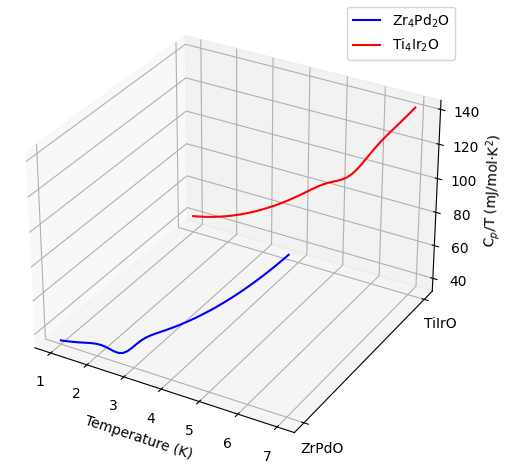 Zr₄Pd₂O
Ti₄Ir₂O
140
120
100
80
60
40
C_p/T (mJ/mol·K²)
TiIrO
ZrPdO
1
2
3
4
5
6
7
Temperature (K)